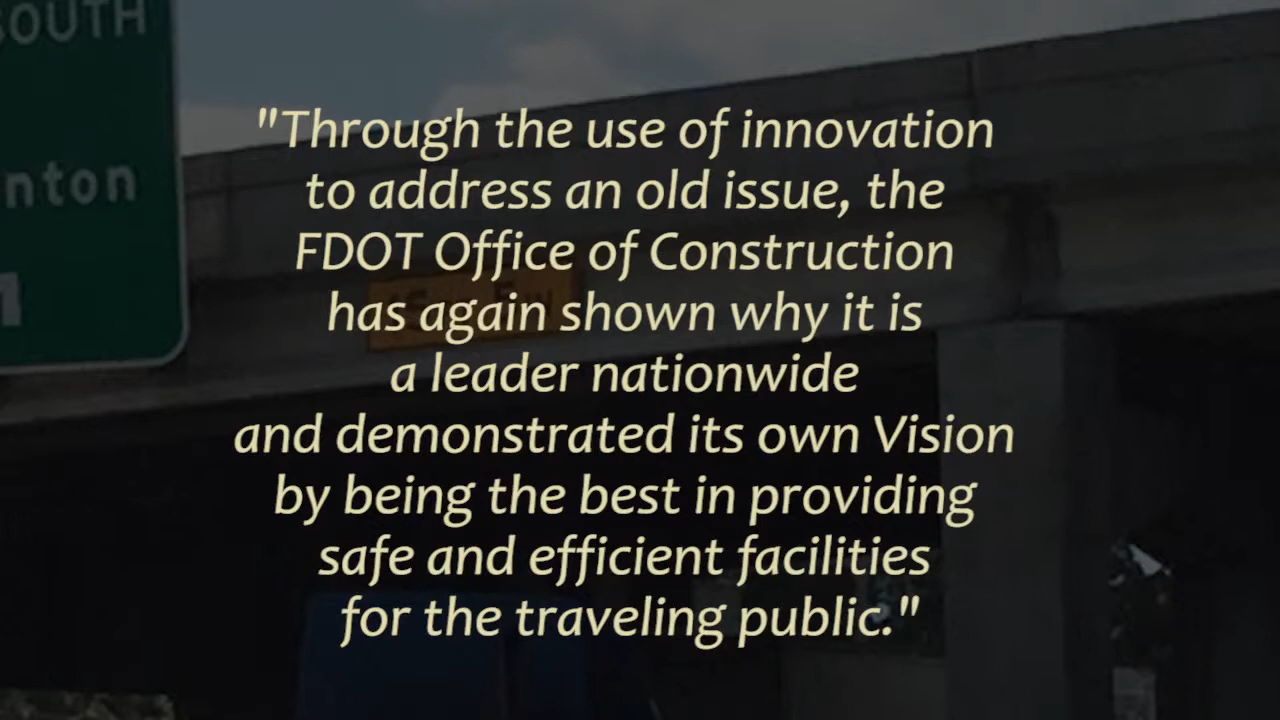 SOUTH
"Through the use of innovation
to address an old issue, the
FDOT Office of Construction
has again shown why it is
a leader nationwide
and demonstrated its own Vision
by being the best in providing
safe and efficient facilities
for the traveling public."